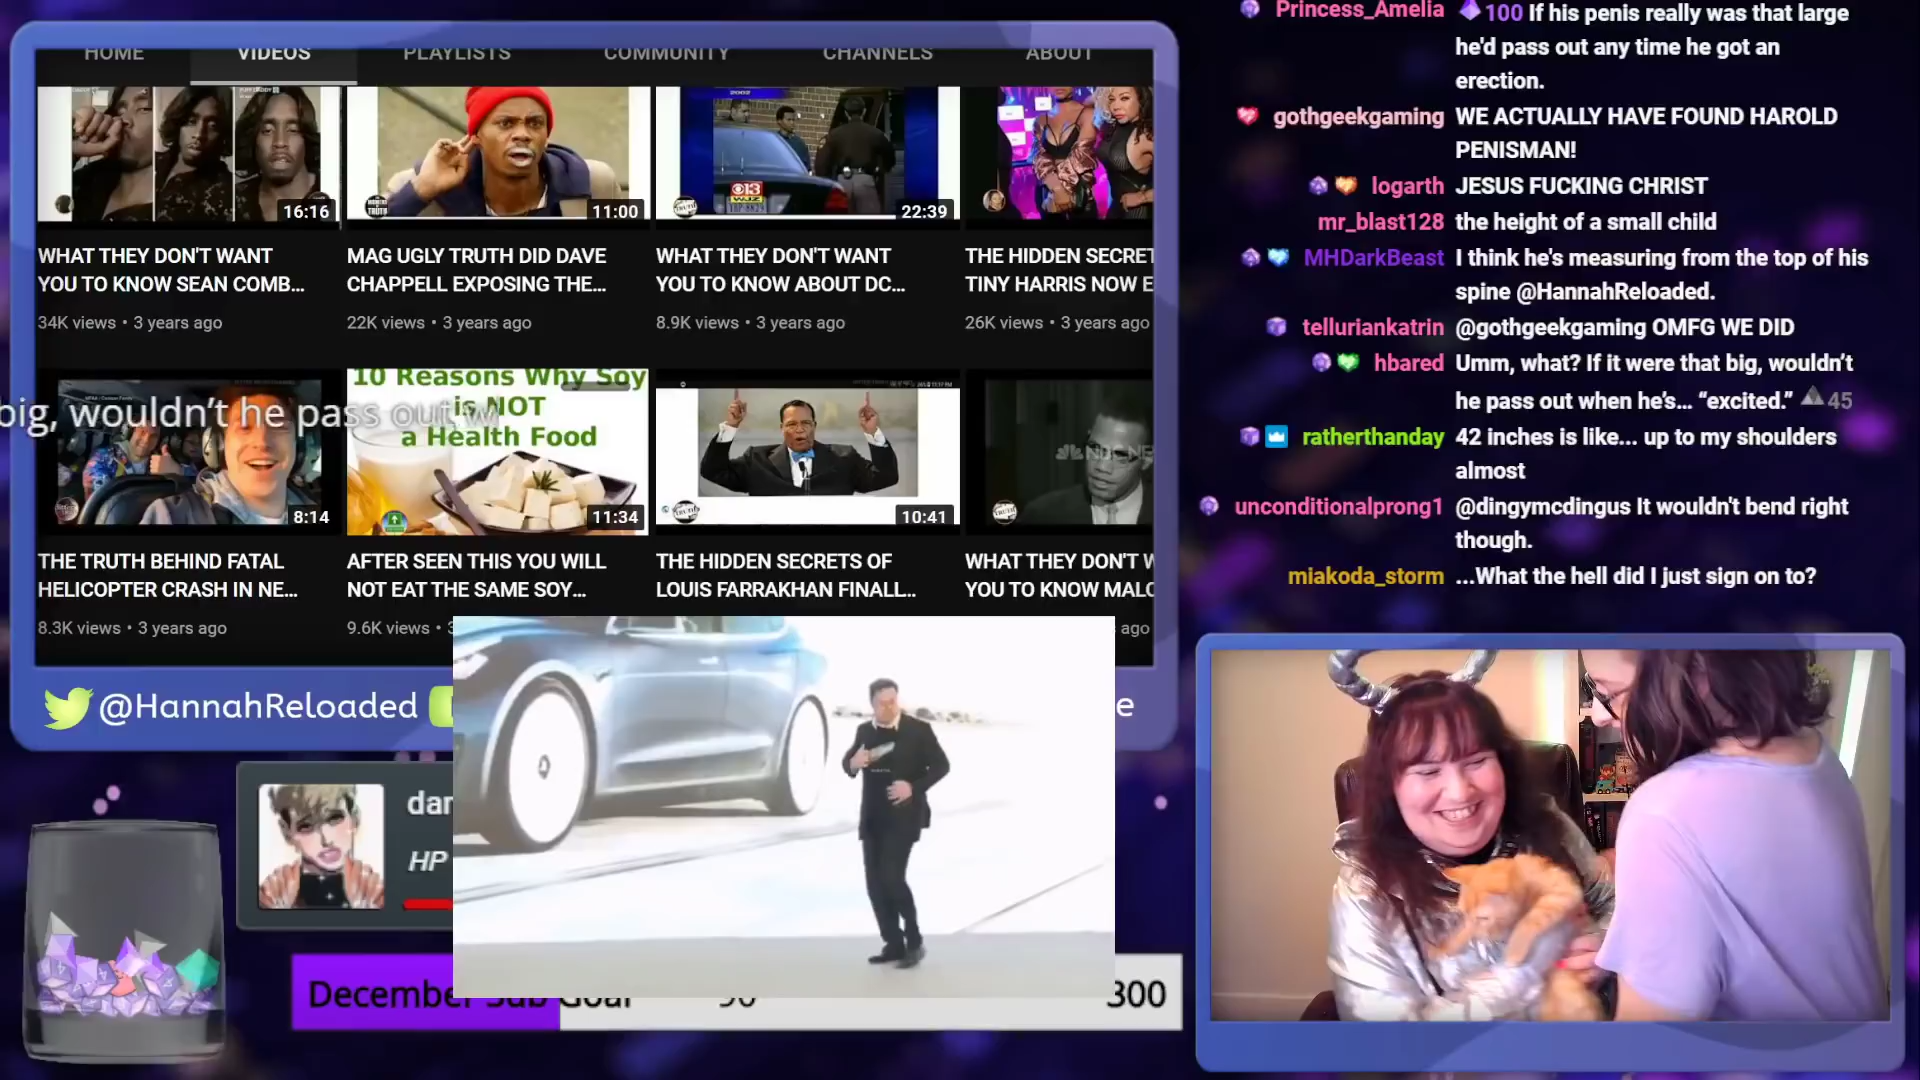 HOME VIDEOS PLAYLISTS COMMUNITY CHANNELS ABOUT
16:16
11:00
22:39
WHAT THEY DON'T WANT
YOU TO KNOW SEAN COMB...
34K views • 3 years ago
MAG UGLY TRUTH DID DAVE
CHAPPELL EXPOSING THE...
22K views • 3 years ago
WHAT THEY DON'T WANT
YOU TO KNOW ABOUT DC...
8.9K views • 3 years ago
THE HIDDEN SECRET
TINY HARRIS NOW E
26K views • 3 years ago
big, wouldn't he pass out w
8:14
10 Reasons Why Soy
is NOT
a Health Food
11:34
10:41
THE TRUTH BEHIND FATAL
HELICOPTER CRASH IN NE...
8.3K views • 3 years ago
AFTER SEEN THIS YOU WILL
NOT EAT THE SAME SOY...
9.6K views • 3
THE HIDDEN SECRETS OF
LOUIS FARRAKHAN FINALL...
WHAT THEY DON'T W
YOU TO KNOW MALC
ago
@HannahReloaded
e
dar
HP
December Sub Goal 90 300
Princess_Amelia 100 If his penis really was that large
he'd pass out any time he got an
erection.
gothgeekgaming WE ACTUALLY HAVE FOUND HAROLD
PENISMAN!
logarth JESUS FUCKING CHRIST
mr_blast128 the height of a small child
MHDarkBeast I think he's measuring from the top of his
spine @HannahReloaded.
telluriankatrin @gothgeekgaming OMFG WE DID
hbared Umm, what? If it were that big, wouldn't
he pass out when he's... “excited.” 45
ratherthanday 42 inches is like... up to my shoulders
almost
unconditionalprong1 @dingymcdingus It wouldn't bend right
though.
miakoda_storm ...What the hell did I just sign on to?